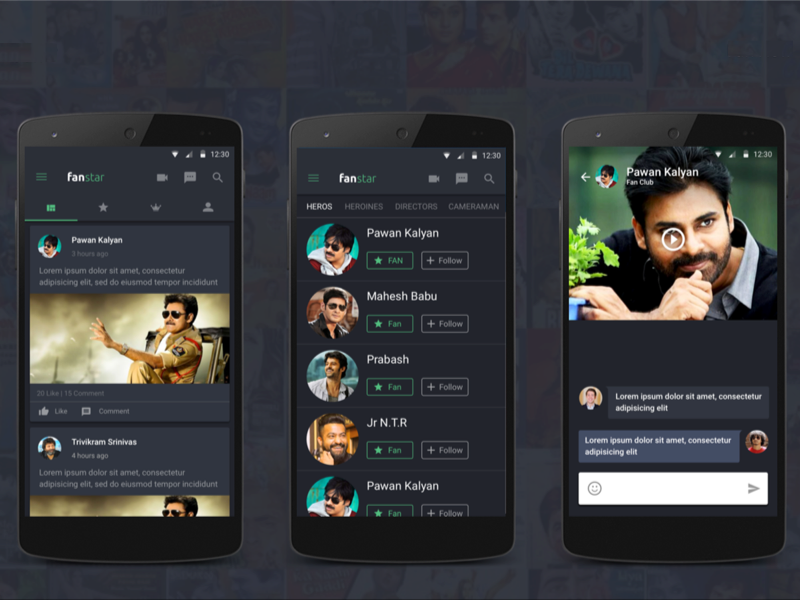 12:30
fanstar
Pawan Kalyan
3 hours ago
Lorem ipsum dolor sit amet, consectetur
adipisicing elit, sed do eiusmod tempor incididunt
20 Like | 15 Comment
Like
Comment
Trivikram Srinivas
4 hours ago
Lorem ipsum dolor sit amet, consectetur
adipisicing elit, sed do eiusmod tempor incididunt
12:30
fanstar
HEROS HEROINES DIRECTORS CAMERAMAN
Pawan Kalyan
FAN + Follow
Mahesh Babu
Fan + Follow
Prabash
Fan + Follow
Jr N.T.R
Fan + Follow
Pawan Kalyan
Fan + Follow
12:30
Pawan Kalyan
Fan Club
Lorem ipsum dolor sit amet, consectetur
adipisicing elit
Lorem ipsum dolor sit amet, consectetur
adipisicing elit